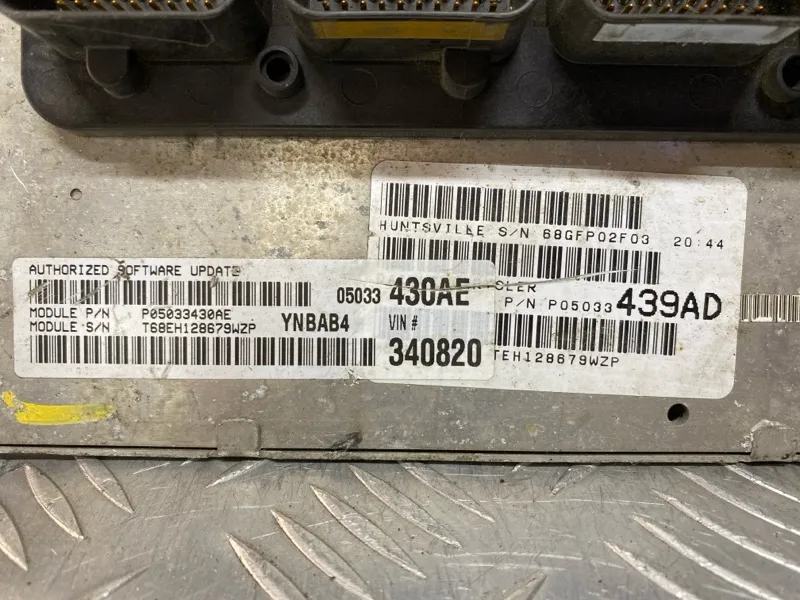 HUNTSVILLE S/N 68GFP02F03 20:44
SLER
P/N P05033 439AD
TEH128679WZP
AUTHORIZED SOFTWARE UPDATE
05033 430AE
MODULE P/N P05033430AE
MODULE S/N T68EH128679WZP YNBAB4 VIN #
340820